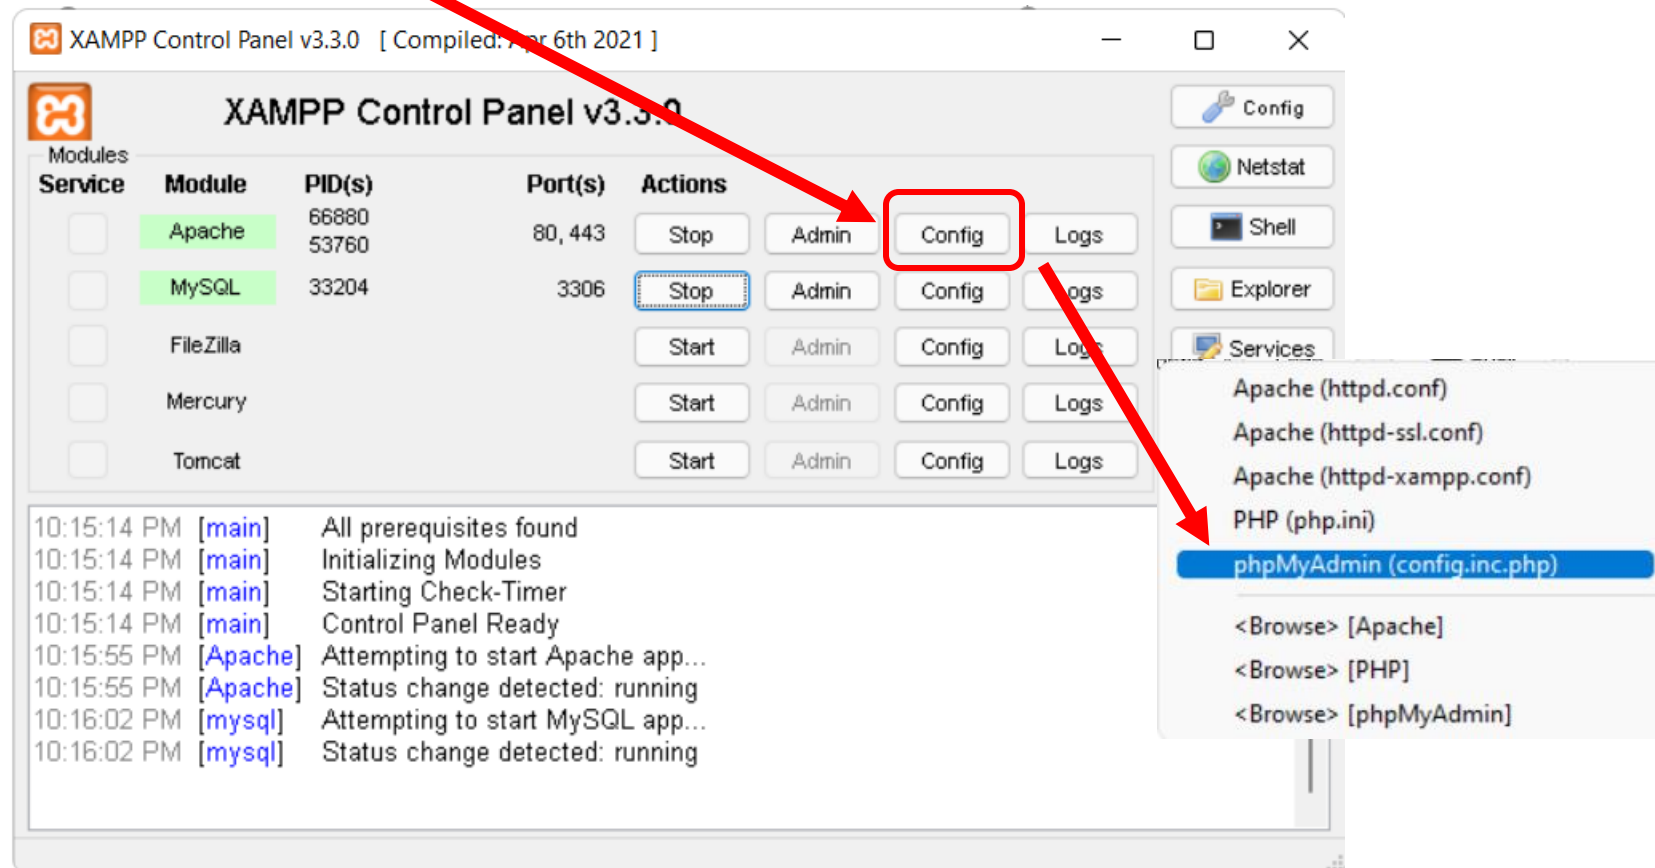 XAMPP Control Panel v3.3.0 [ Compiled: Apr 6th 2021 ]
XAMPP Control Panel v3.3.0
Config
Modules
Service Module PID(s) Port(s) Actions
Netstat
Apache 66880 53760 80, 443 Stop Admin Config Logs
Shell
MySQL 33204 3306 Stop Admin Config Logs
Explorer
FileZilla Start Admin Config Logs
Services
Mercury Start Admin Config Logs
Tomcat Start Admin Config Logs
Apache (httpd.conf)
Apache (httpd-ssl.conf)
Apache (httpd-xampp.conf)
PHP (php.ini)
phpMyAdmin (config.inc.php)
<Browse> [Apache]
<Browse> [PHP]
<Browse> [phpMyAdmin]
10:15:14 PM [main] All prerequisites found
10:15:14 PM [main] Initializing Modules
10:15:14 PM [main] Starting Check-Timer
10:15:14 PM [main] Control Panel Ready
10:15:55 PM [Apache] Attempting to start Apache app...
10:15:55 PM [Apache] Status change detected: running
10:16:02 PM [mysql] Attempting to start MySQL app...
10:16:02 PM [mysql] Status change detected: running